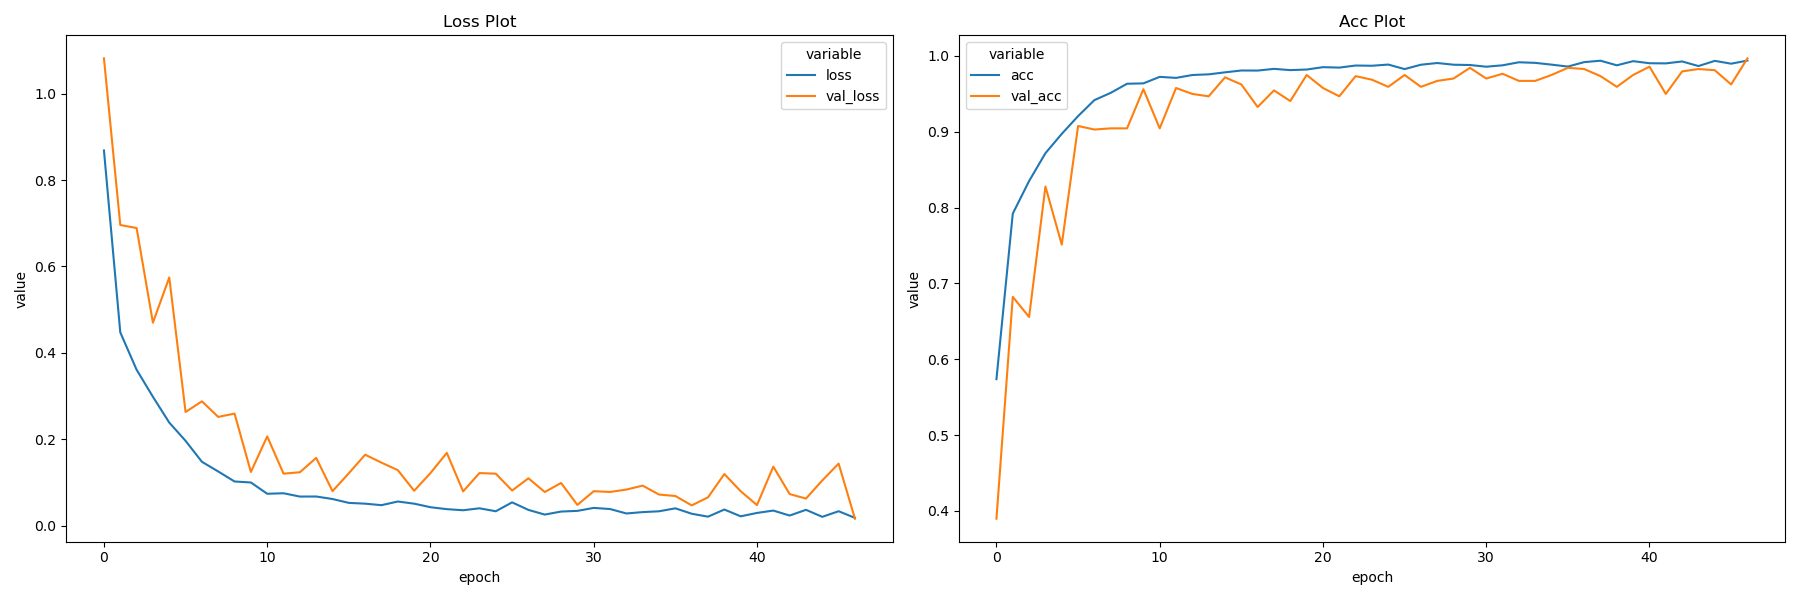 Loss Plot
variable
loss
val_loss
value
1.0
0.8
0.6
0.4
0.2
0.0
0 10 20 30 40
epoch
Acc Plot
variable
acc
val_acc
value
1.0
0.9
0.8
0.7
0.6
0.5
0.4
0 10 20 30 40
epoch